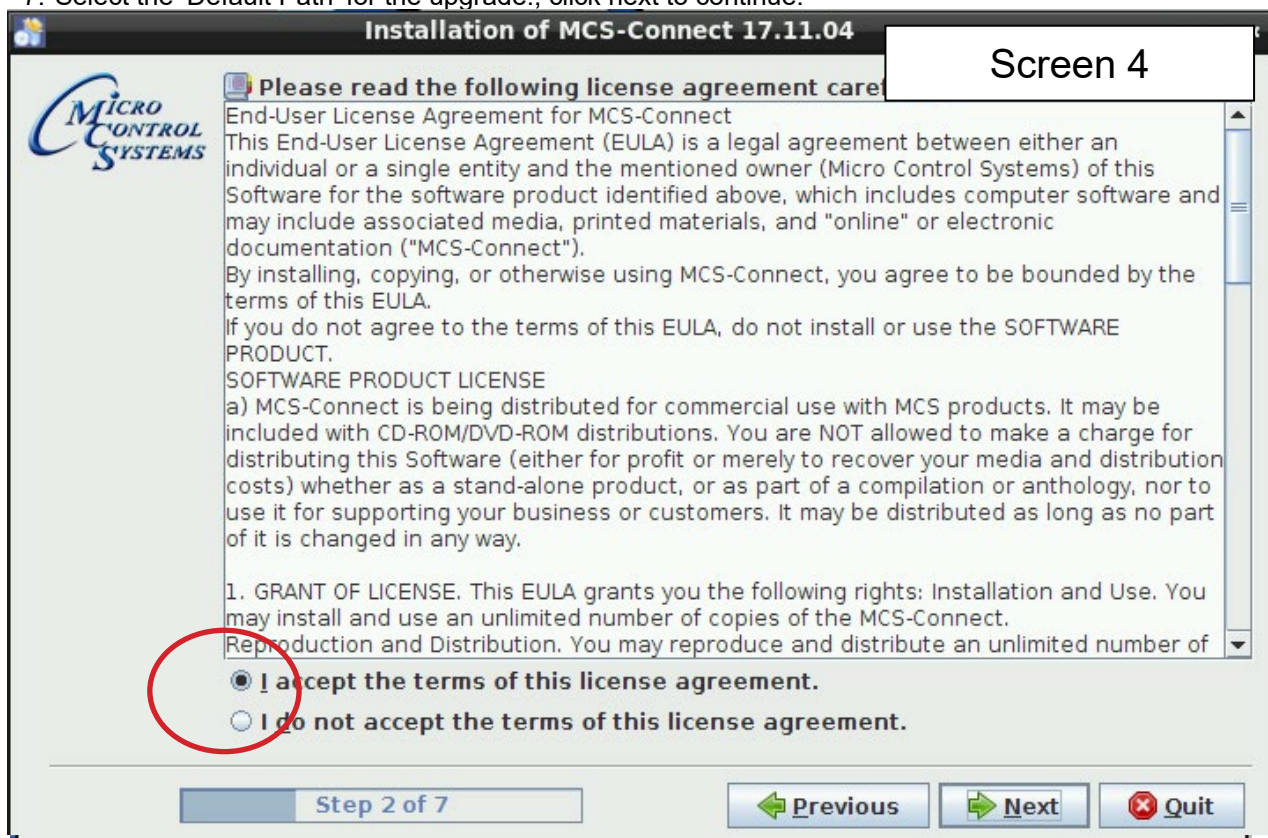 7. Select the 'Default Path' for the upgrade., click next to continue.
Installation of MCS-Connect 17.11.04
Screen 4
MICRO
CONTROL
SYSTEMS
Please read the following license agreement caref
End-User License Agreement for MCS-Connect
This End-User License Agreement (EULA) is a legal agreement between either an
individual or a single entity and the mentioned owner (Micro Control Systems) of this
Software for the software product identified above, which includes computer software and
may include associated media, printed materials, and "online" or electronic
documentation ("MCS-Connect").
By installing, copying, or otherwise using MCS-Connect, you agree to be bounded by the
terms of this EULA.
If you do not agree to the terms of this EULA, do not install or use the SOFTWARE
PRODUCT.
SOFTWARE PRODUCT LICENSE
a) MCS-Connect is being distributed for commercial use with MCS products. It may be
included with CD-ROM/DVD-ROM distributions. You are NOT allowed to make a charge for
distributing this Software (either for profit or merely to recover your media and distribution
costs) whether as a stand-alone product, or as part of a compilation or anthology, nor to
use it for supporting your business or customers. It may be distributed as long as no part
of it is changed in any way.
1. GRANT OF LICENSE. This EULA grants you the following rights: Installation and Use. You
may install and use an unlimited number of copies of the MCS-Connect.
Reproduction and Distribution. You may reproduce and distribute an unlimited number of
I accept the terms of this license agreement.
I do not accept the terms of this license agreement.
Step 2 of 7
Previous
Next
Quit